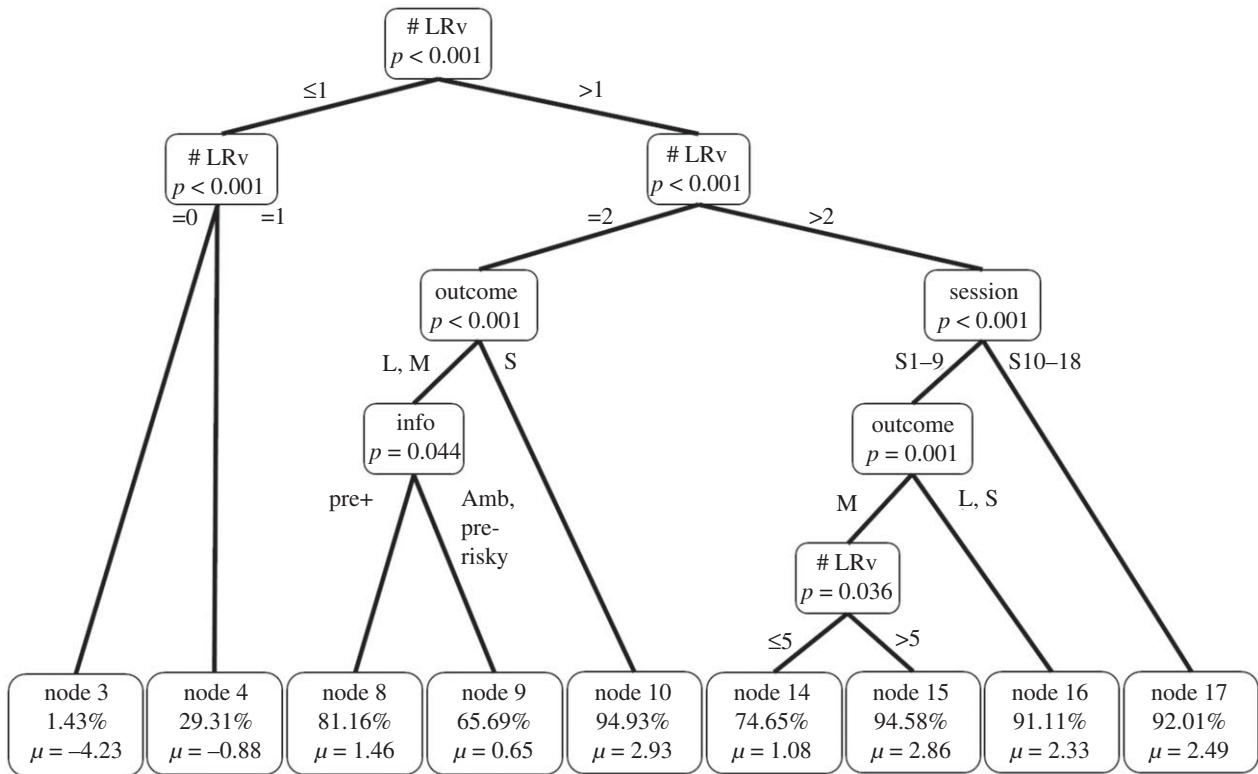 # LRv
p < 0.001
≤1
>1
# LRv
p < 0.001
# LRv
p < 0.001
=0
=1
=2
>2
outcome
p < 0.001
session
p < 0.001
L, M
S
S1–9
S10–18
info
p = 0.044
outcome
p = 0.001
pre+
Amb,
pre-
risky
M
L, S
# LRv
p = 0.036
≤5
>5
node 3
1.43%
μ = –4.23
node 4
29.31%
μ = –0.88
node 8
81.16%
μ = 1.46
node 9
65.69%
μ = 0.65
node 10
94.93%
μ = 2.93
node 14
74.65%
μ = 1.08
node 15
94.58%
μ = 2.86
node 16
91.11%
μ = 2.33
node 17
92.01%
μ = 2.49